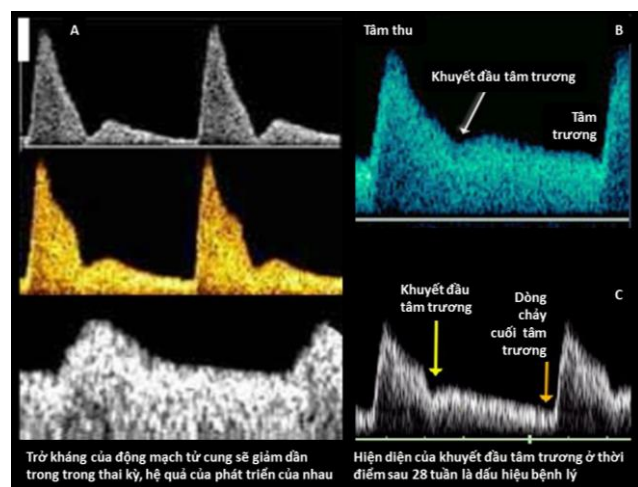 A
Tâm thu
B
Khuyết đầu tâm trương
Tâm
trương
Khuyết đầu
tâm trương
Dòng
chảy
cuối tâm
trương
C
Trở kháng của động mạch tử cung sẽ giảm dần
trong trong thai kỳ, hệ quả của phát triển của nhau
Hiện diện của khuyết đầu tâm trương ở thời
điểm sau 28 tuần là dấu hiệu bệnh lý